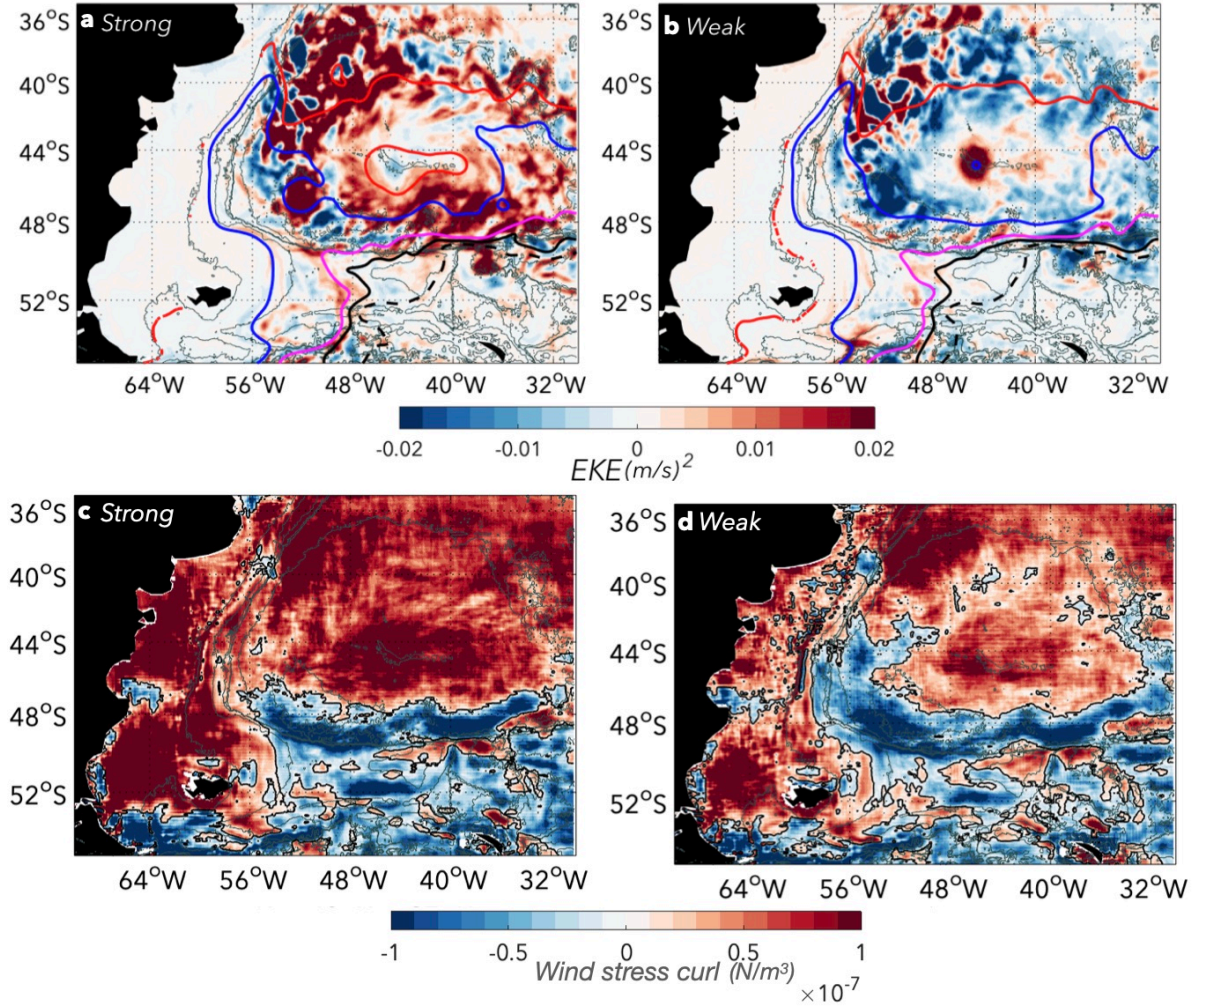 a Strong
b Weak
36°S
40°S
44°S
48°S
52°S
36°S
40°S
44°S
48°S
52°S
64°W 56°W 48°W 40°W 32°W
64°W 56°W 48°W 40°W 32°W
-0.02 -0.01 0 0.01 0.02
EKE (m/s)²
c Strong
d Weak
36°S
40°S
44°S
48°S
52°S
36°S
40°S
44°S
48°S
52°S
64°W 56°W 48°W 40°W 32°W
64°W 56°W 48°W 40°W 32°W
-1 -0.5 0 0.5 1
Wind stress curl (N/m³)
×10⁻⁷